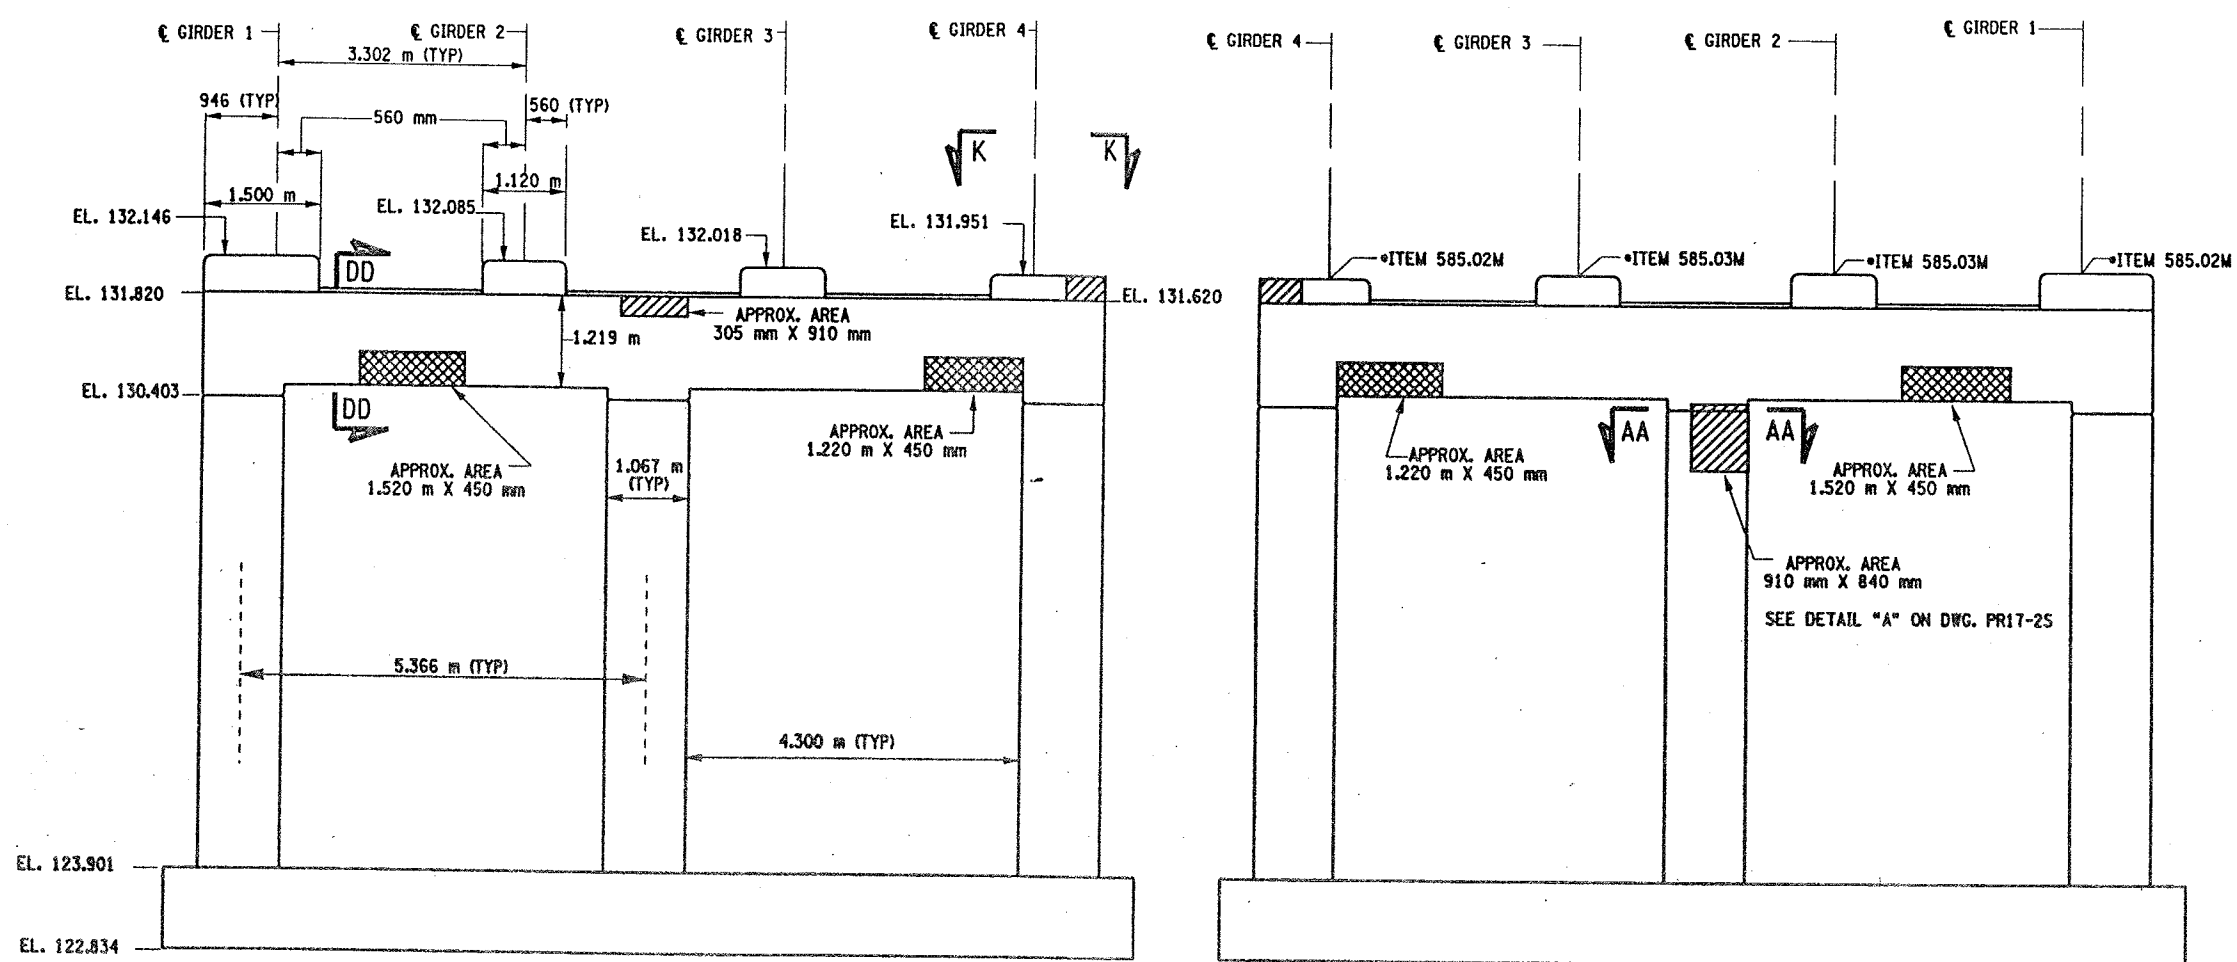 ℄ GIRDER 1
℄ GIRDER 2
℄ GIRDER 3
℄ GIRDER 4
3.302 m (TYP)
946 (TYP)
560 mm
560 (TYP)
1.500 m
1.120 m
K
K
EL. 132.146
EL. 132.085
EL. 132.018
EL. 131.951
DD
EL. 131.820
EL. 131.620
APPROX. AREA
305 mm X 910 mm
1.219 m
EL. 130.403
DD
APPROX. AREA
1.520 m X 450 mm
1.067 m
(TYP)
APPROX. AREA
1.220 m X 450 mm
5.366 m (TYP)
4.300 m (TYP)
EL. 123.901
EL. 122.834
℄ GIRDER 4
℄ GIRDER 3
℄ GIRDER 2
℄ GIRDER 1
•ITEM 585.02M
•ITEM 585.03M
•ITEM 585.03M
•ITEM 585.02M
AA
AA
APPROX. AREA
1.220 m X 450 mm
APPROX. AREA
1.520 m X 450 mm
APPROX. AREA
910 mm X 840 mm
SEE DETAIL "A" ON DWG. PR17-2S